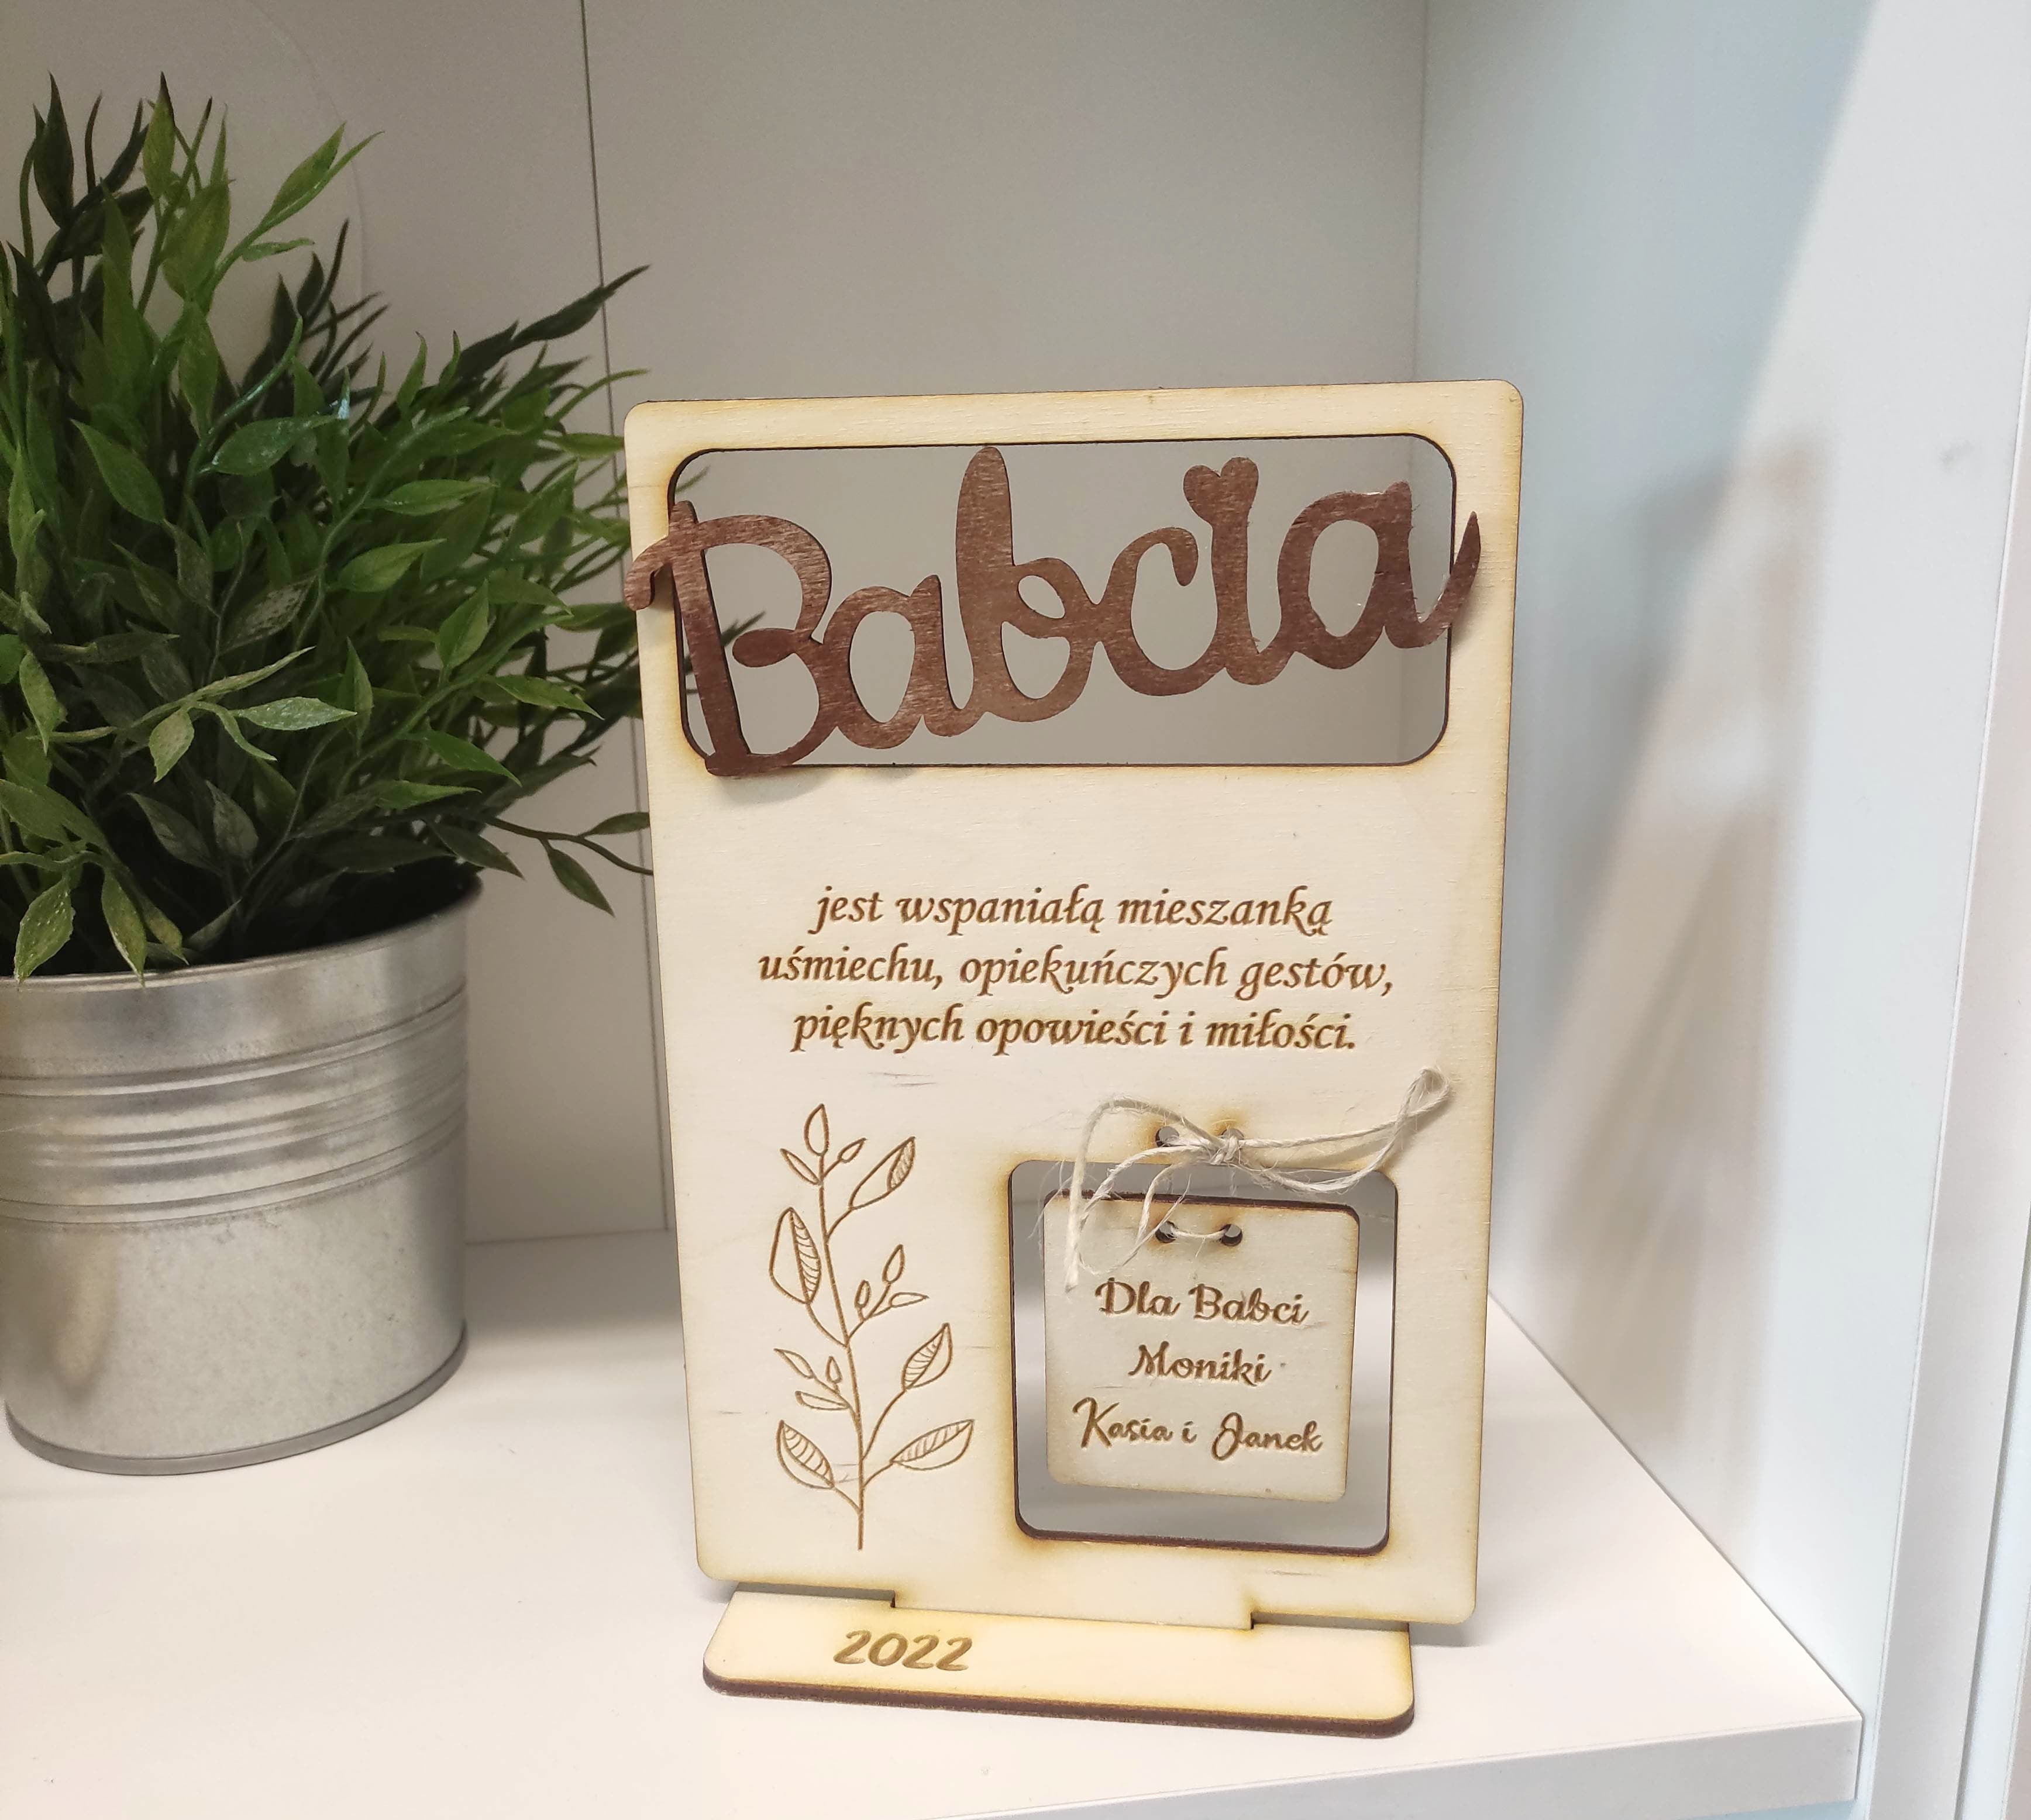 Babcia
jest wspaniałą mieszanką
uśmiechu, opiekuńczych gestów,
pięknych opowieści i miłości.
Dla Babci
Moniki
Kasia i Janek
2022